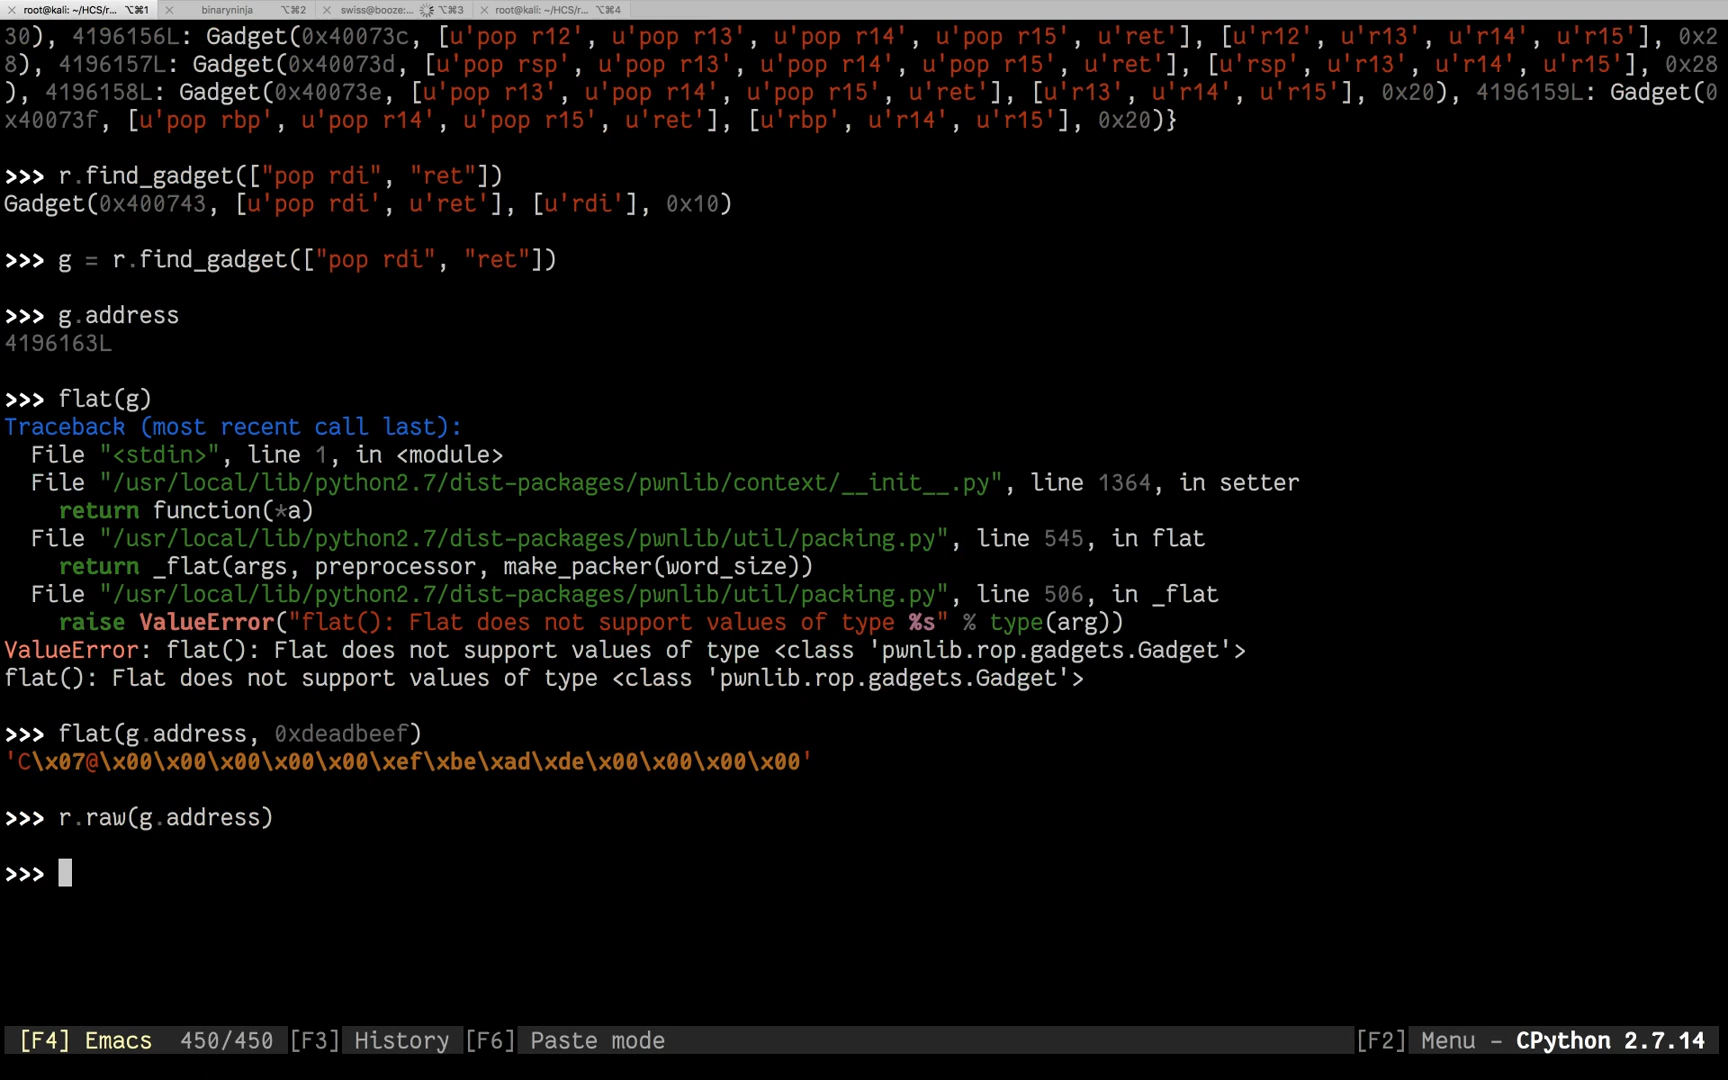 root@kali: ~/HCS/r... ⌥⌘1 binaryninja ⌥⌘2 swiss@booze:... ⌥⌘3 root@kali: ~/HCS/r... ⌥⌘4
30), 4196156L: Gadget(0x40073c, [u'pop r12', u'pop r13', u'pop r14', u'pop r15', u'ret'], [u'r12', u'r13', u'r14', u'r15'], 0x2
8), 4196157L: Gadget(0x40073d, [u'pop rsp', u'pop r13', u'pop r14', u'pop r15', u'ret'], [u'rsp', u'r13', u'r14', u'r15'], 0x28
), 4196158L: Gadget(0x40073e, [u'pop r13', u'pop r14', u'pop r15', u'ret'], [u'r13', u'r14', u'r15'], 0x20), 4196159L: Gadget(0
x40073f, [u'pop rbp', u'pop r14', u'pop r15', u'ret'], [u'rbp', u'r14', u'r15'], 0x20)}
>>> r.find_gadget(["pop rdi", "ret"])
Gadget(0x400743, [u'pop rdi', u'ret'], [u'rdi'], 0x10)
>>> g = r.find_gadget(["pop rdi", "ret"])
>>> g.address
4196163L
>>> flat(g)
Traceback (most recent call last):
  File "<stdin>", line 1, in <module>
  File "/usr/local/lib/python2.7/dist-packages/pwnlib/context/__init__.py", line 1364, in setter
    return function(*a)
  File "/usr/local/lib/python2.7/dist-packages/pwnlib/util/packing.py", line 545, in flat
    return _flat(args, preprocessor, make_packer(word_size))
  File "/usr/local/lib/python2.7/dist-packages/pwnlib/util/packing.py", line 506, in _flat
    raise ValueError("flat(): Flat does not support values of type %s" % type(arg))
ValueError: flat(): Flat does not support values of type <class 'pwnlib.rop.gadgets.Gadget'>
flat(): Flat does not support values of type <class 'pwnlib.rop.gadgets.Gadget'>
>>> flat(g.address, 0xdeadbeef)
'C\x07@\x00\x00\x00\x00\x00\xef\xbe\xad\xde\x00\x00\x00\x00'
>>> r.raw(g.address)
>>>
[F4] Emacs 450/450 [F3] History [F6] Paste mode [F2] Menu - CPython 2.7.14